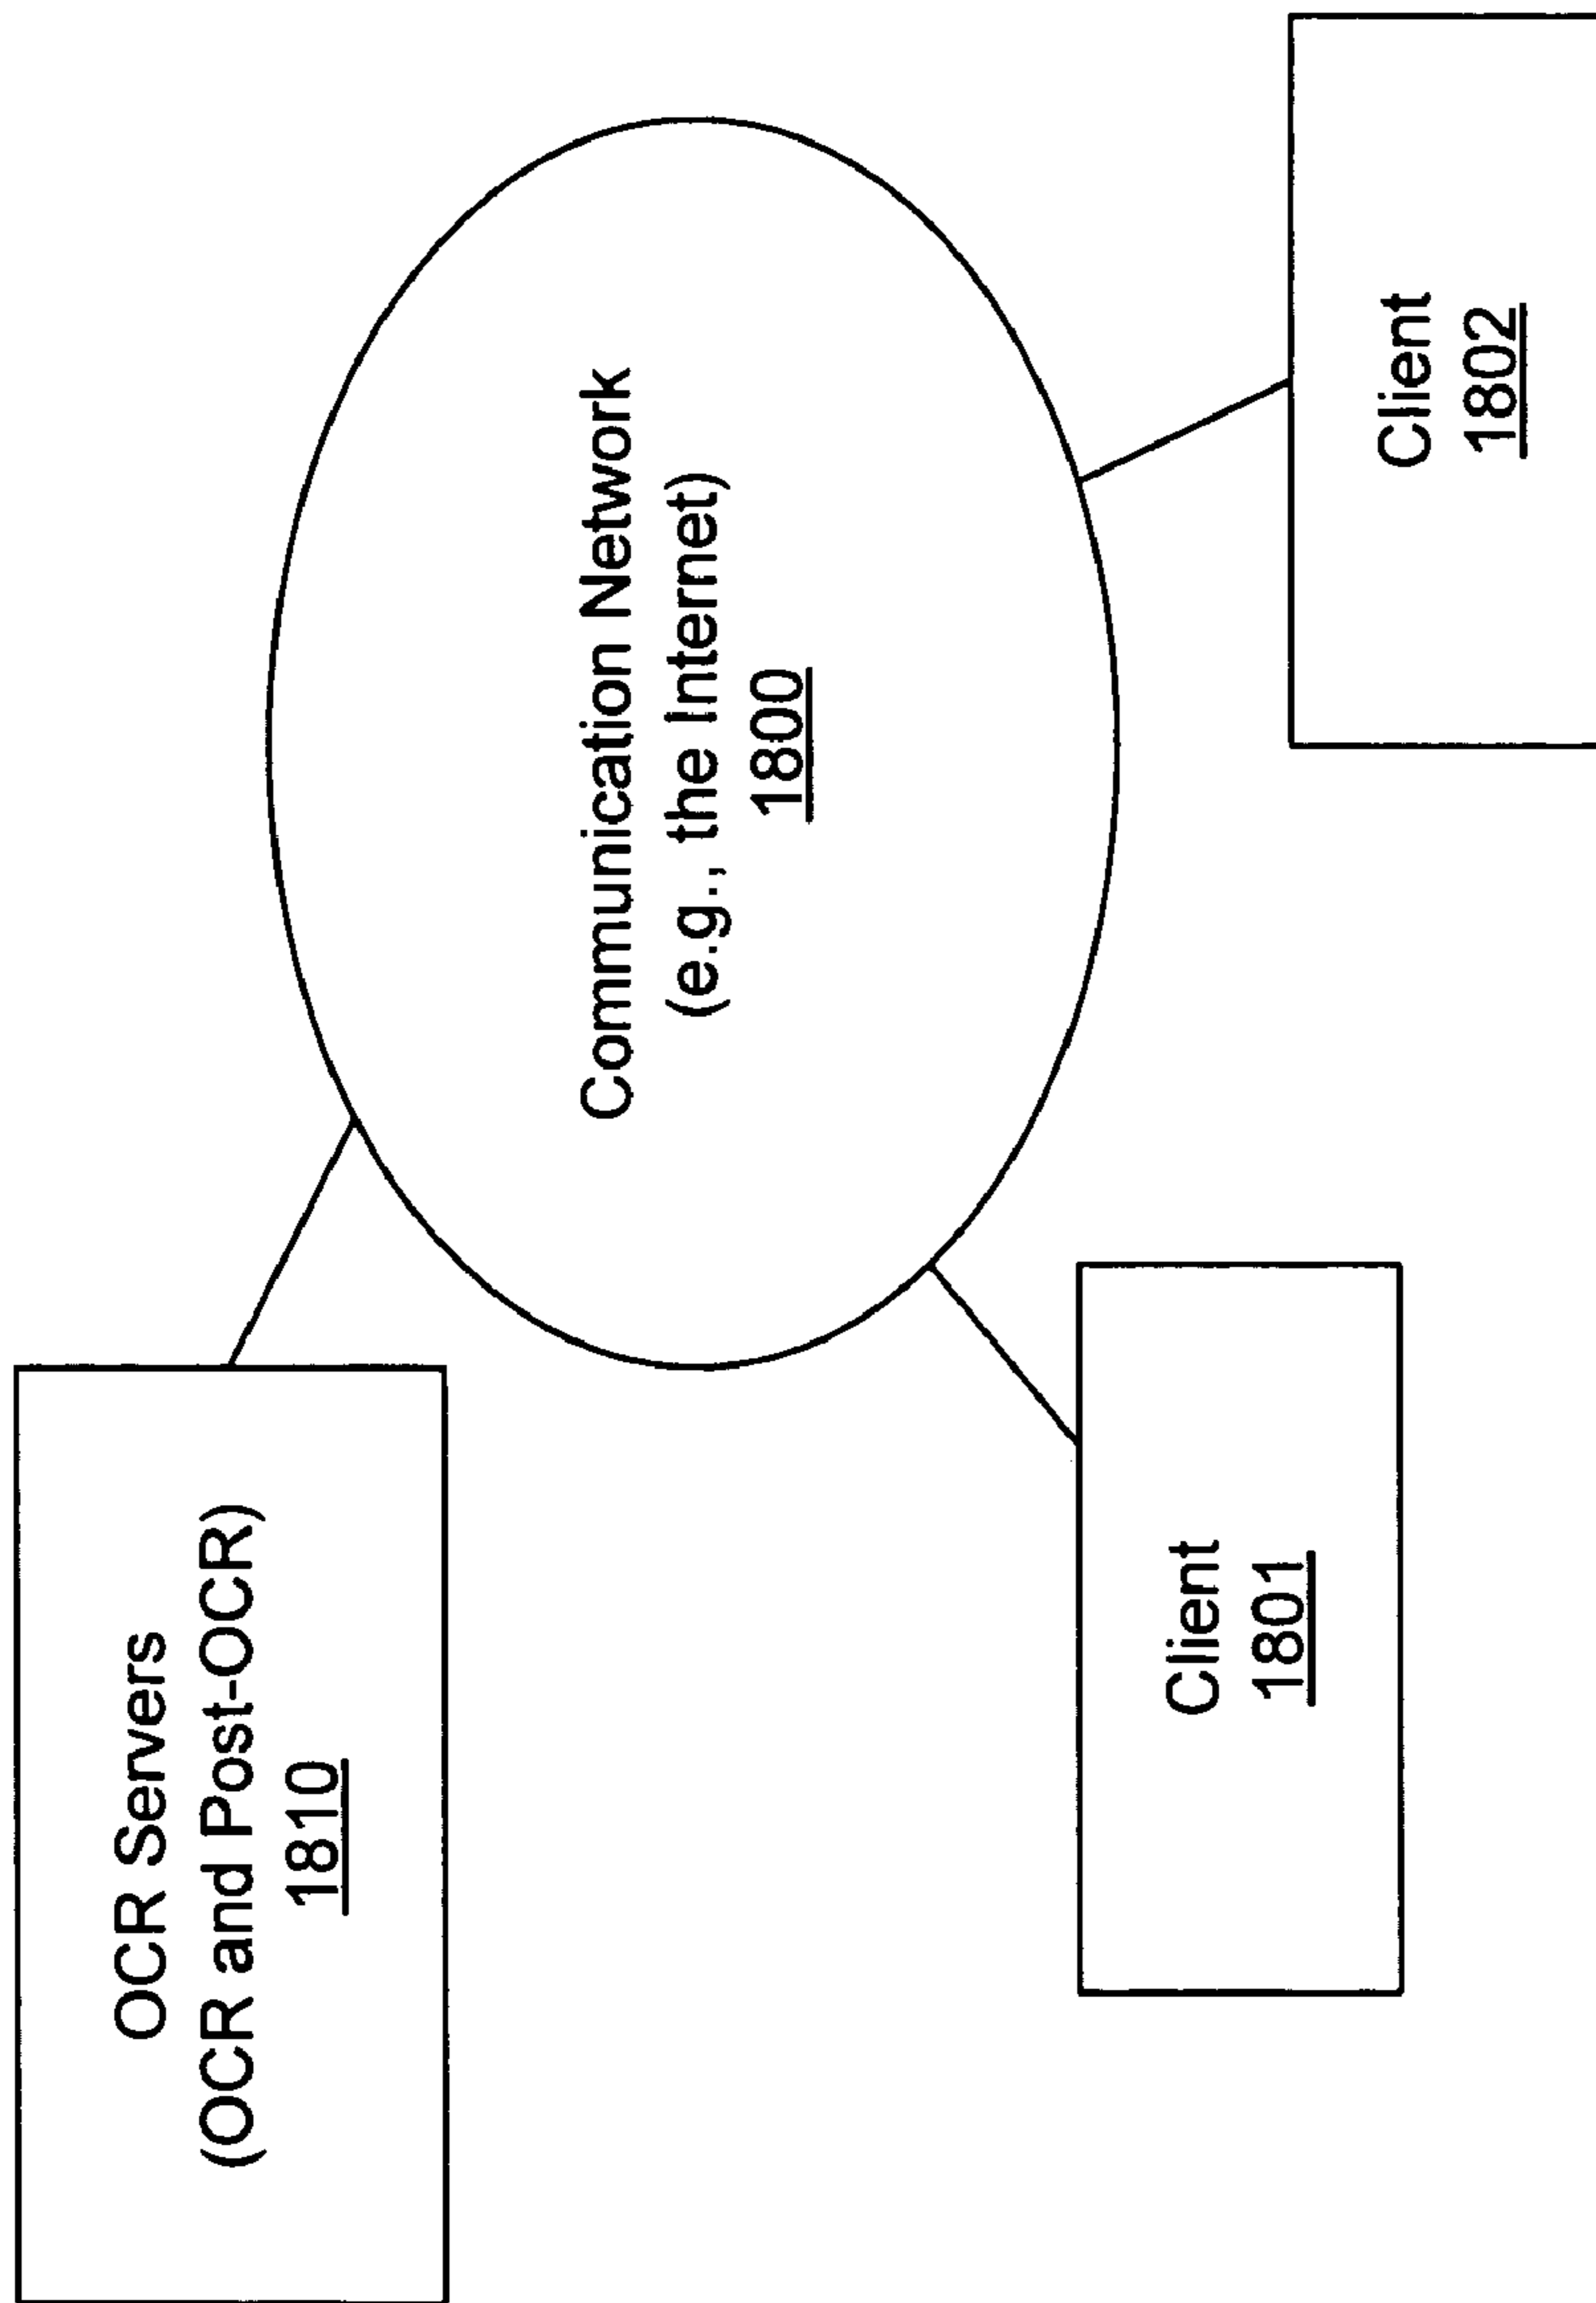 OCR Servers
(OCR and Post-OCR)
1810
Communication Network
(e.g., the Internet)
1800
Client
1801
Client
1802